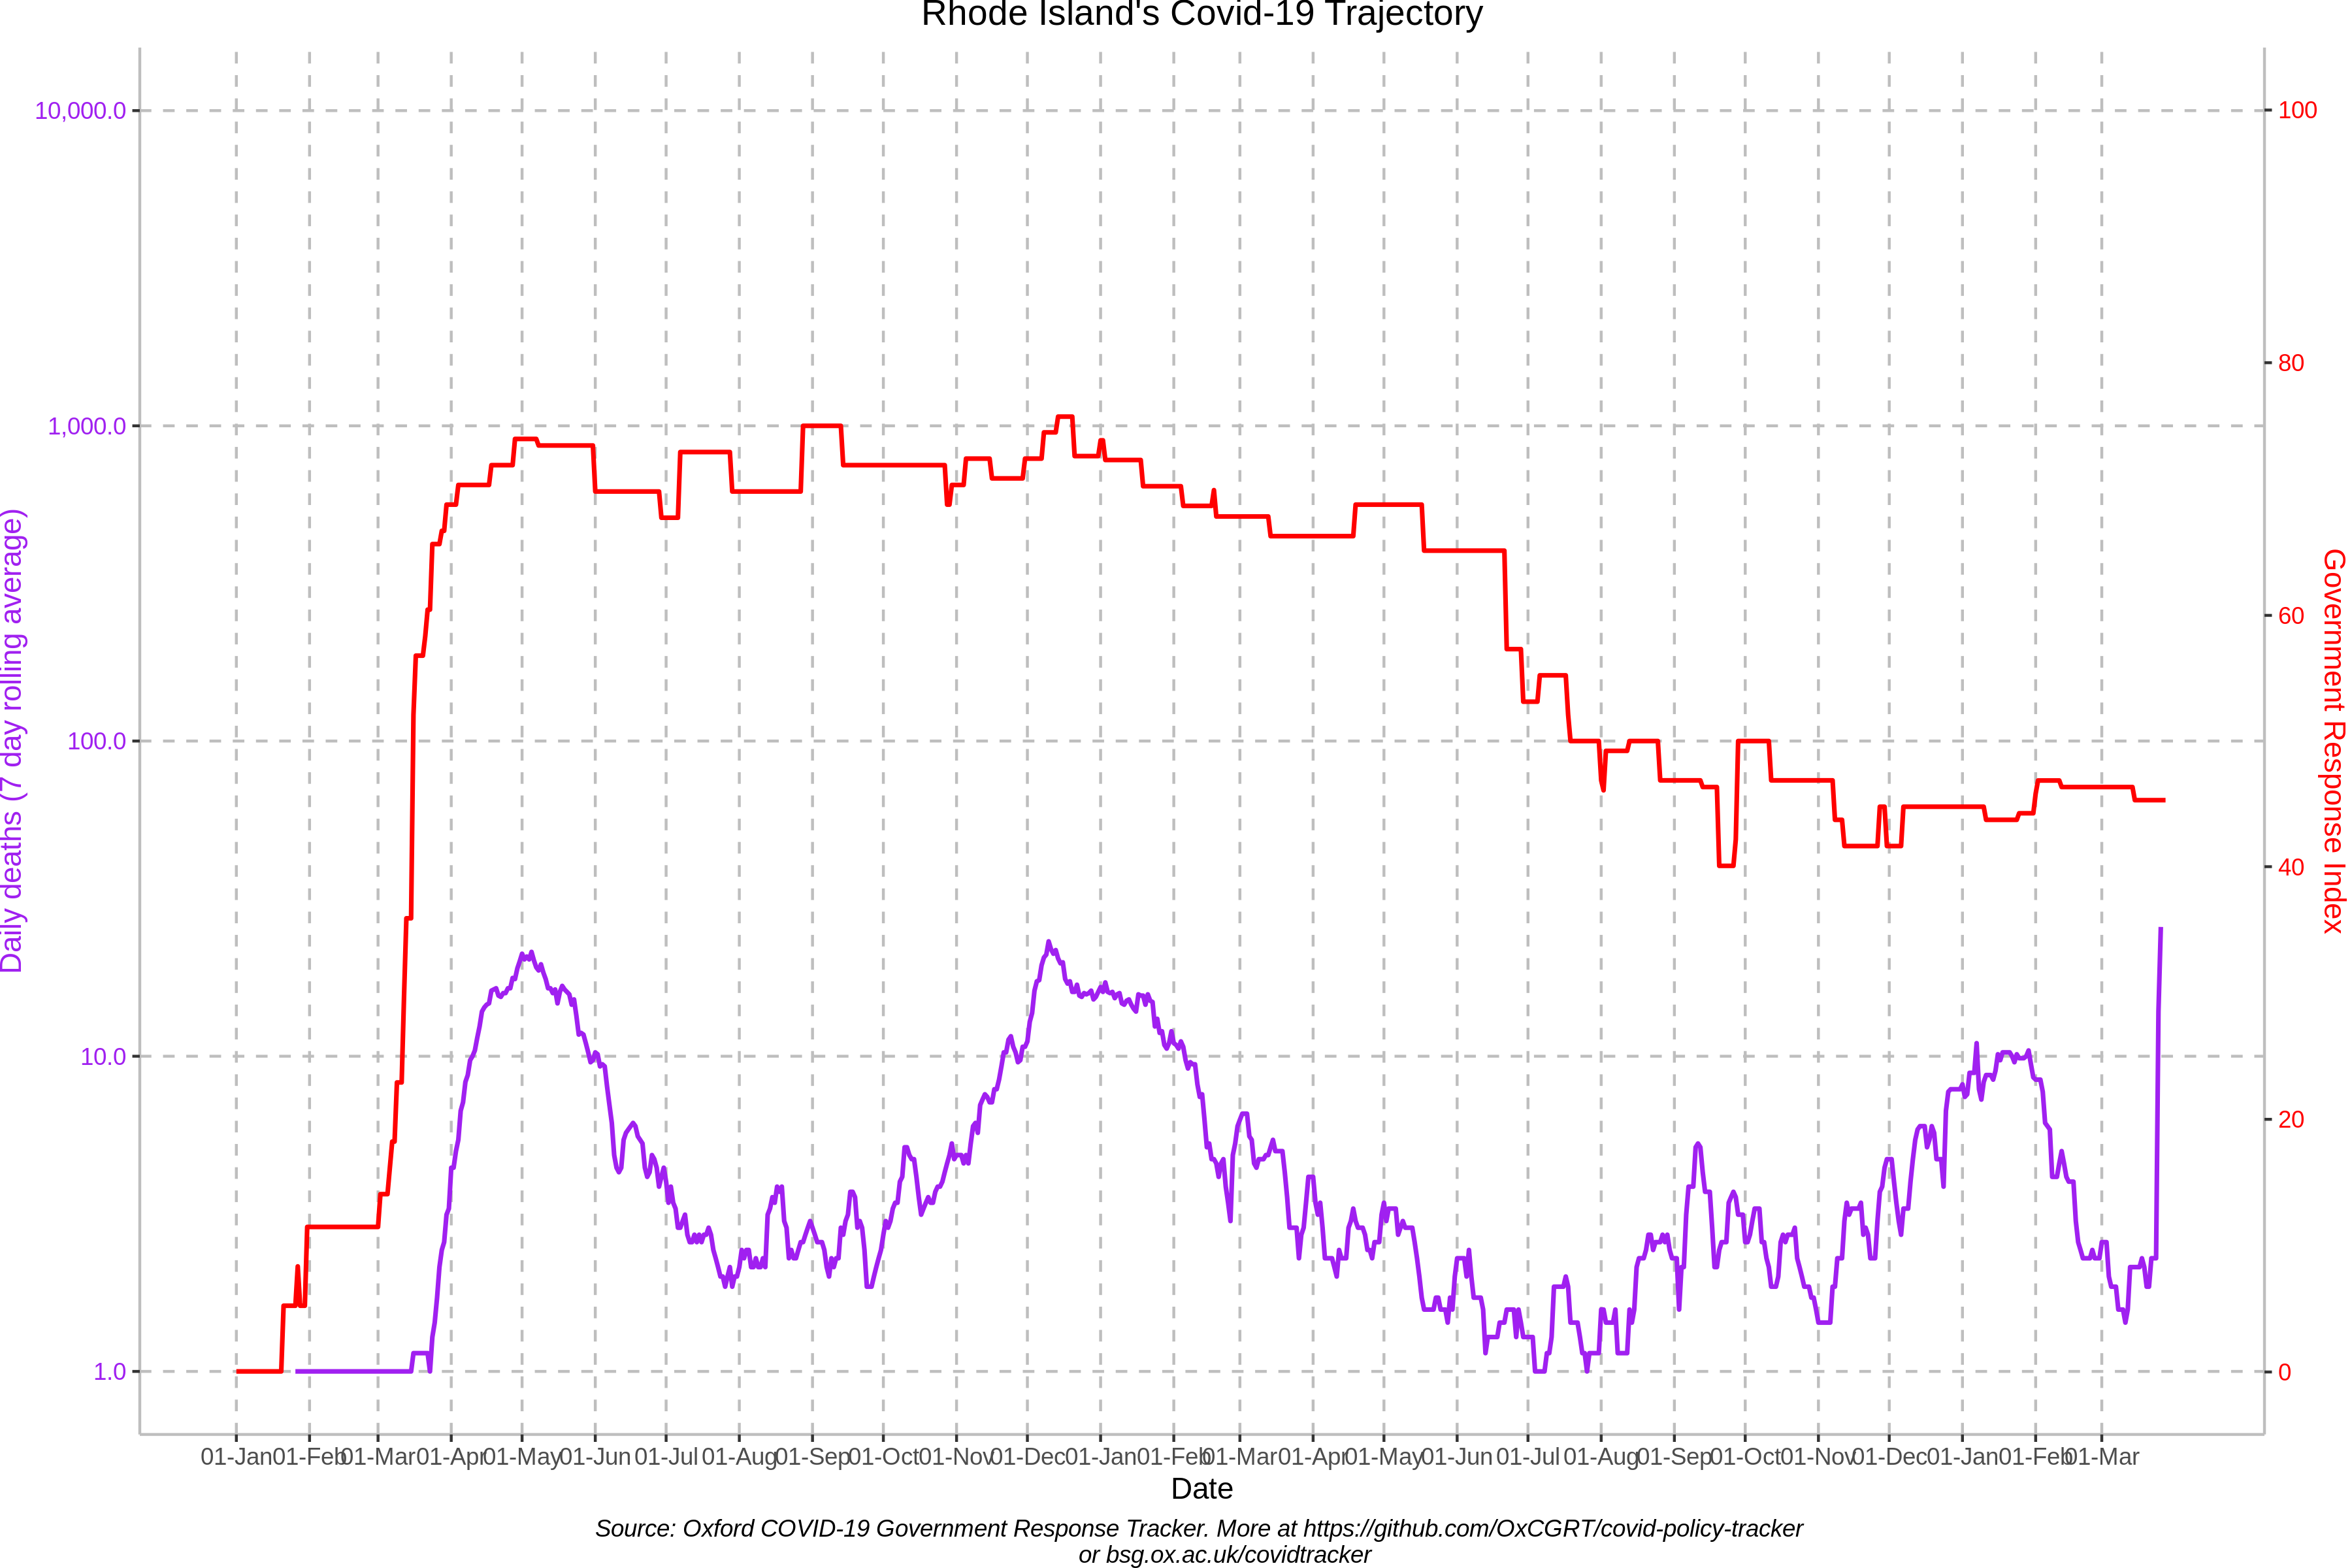 Rhode Island's Covid-19 Trajectory
10,000.0
1,000.0
100.0
10.0
1.0
Daily deaths (7 day rolling average)
100
80
60
40
20
0
Government Response Index
01-Jan 01-Feb 01-Mar 01-Apr 01-May 01-Jun 01-Jul 01-Aug 01-Sep 01-Oct 01-Nov 01-Dec 01-Jan 01-Feb 01-Mar 01-Apr 01-May 01-Jun 01-Jul 01-Aug 01-Sep 01-Oct 01-Nov 01-Dec 01-Jan 01-Feb 01-Mar
Date
Source: Oxford COVID-19 Government Response Tracker. More at https://github.com/OxCGRT/covid-policy-tracker
or bsg.ox.ac.uk/covidtracker